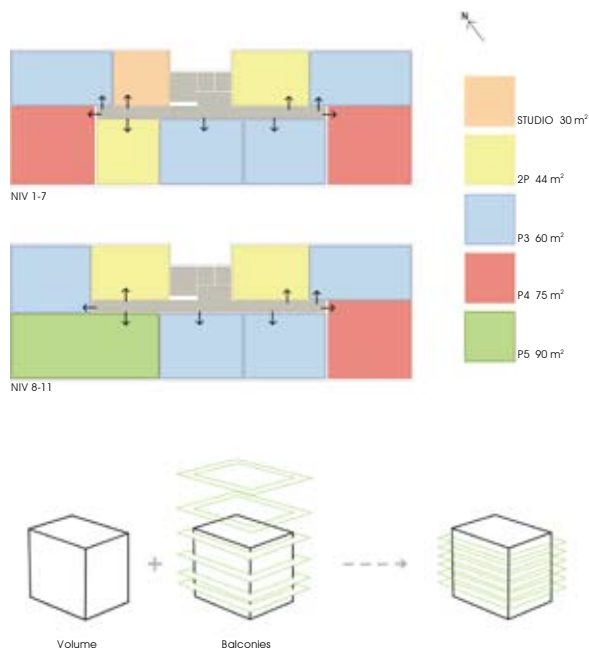 N
STUDIO 30 m²
2P 44 m²
NIV 1-7
P3 60 m²
P4 75 m²
P5 90 m²
NIV 8-11
Volume
Balconies